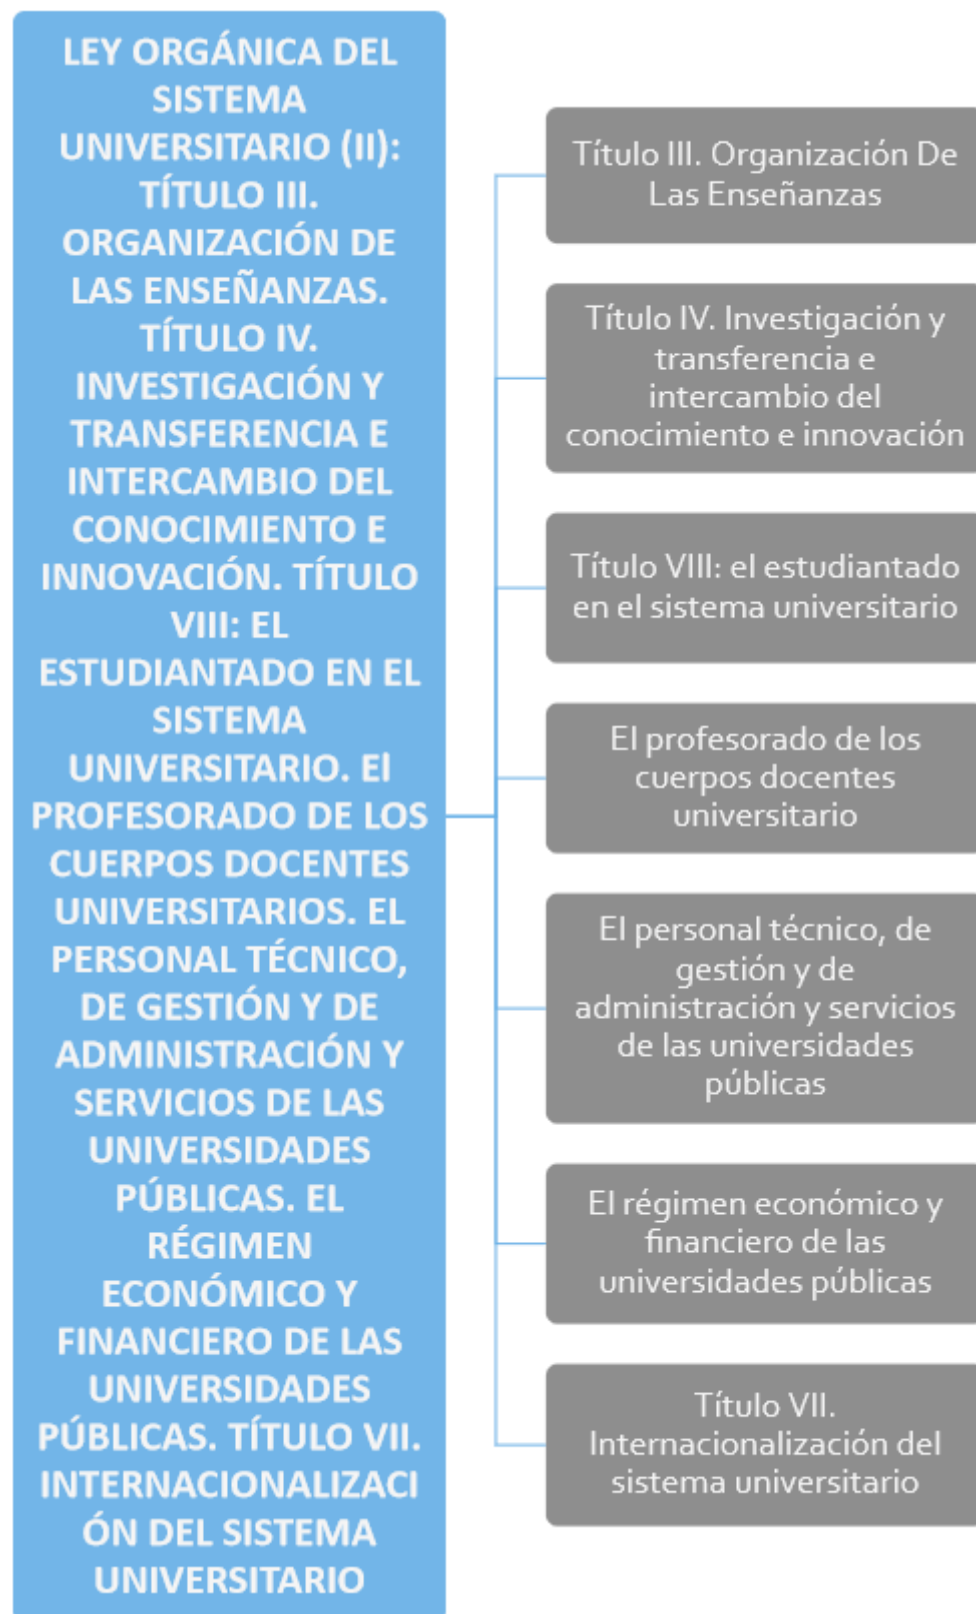 LEY ORGÁNICA DEL
SISTEMA
UNIVERSITARIO (II):
TÍTULO III.
ORGANIZACIÓN DE
LAS ENSEÑANZAS.
TÍTULO IV.
INVESTIGACIÓN Y
TRANSFERENCIA E
INTERCAMBIO DEL
CONOCIMIENTO E
INNOVACIÓN. TÍTULO
VIII: EL
ESTUDIANTADO EN EL
SISTEMA
UNIVERSITARIO. El
PROFESORADO DE LOS
CUERPOS DOCENTES
UNIVERSITARIOS. EL
PERSONAL TÉCNICO,
DE GESTIÓN Y DE
ADMINISTRACIÓN Y
SERVICIOS DE LAS
UNIVERSIDADES
PÚBLICAS. EL
RÉGIMEN
ECONÓMICO Y
FINANCIERO DE LAS
UNIVERSIDADES
PÚBLICAS. TÍTULO VII.
INTERNACIONALIZACI
ÓN DEL SISTEMA
UNIVERSITARIO
Título III. Organización De
Las Enseñanzas
Título IV. Investigación y
transferencia e
intercambio del
conocimiento e innovación
Título VIII: el estudiantado
en el sistema universitario
El profesorado de los
cuerpos docentes
universitario
El personal técnico, de
gestión y de
administración y servicios
de las universidades
públicas
El régimen económico y
financiero de las
universidades públicas
Título VII.
Internacionalización del
sistema universitario